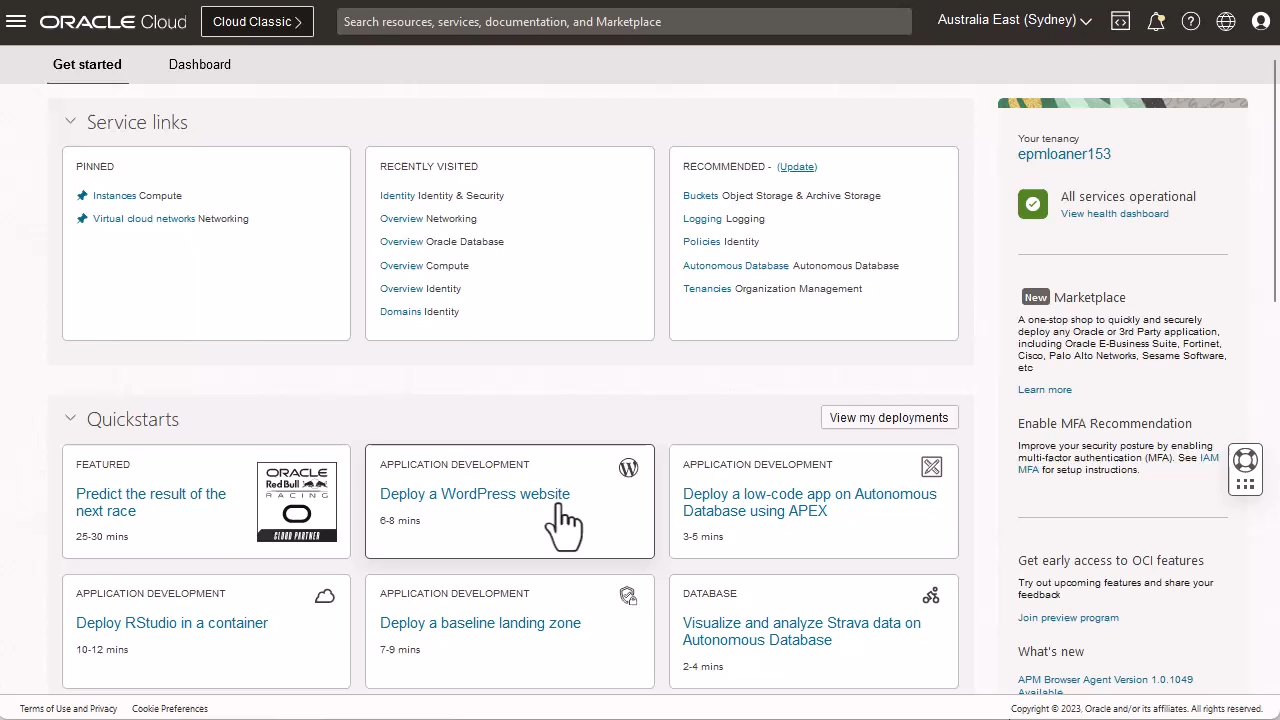 ORACLE Cloud
Cloud Classic
Search resources, services, documentation, and Marketplace
Australia East (Sydney)
Get started
Dashboard
Service links
PINNED
Instances Compute
Virtual cloud networks Networking
RECENTLY VISITED
Identity Identity & Security
Overview Networking
Overview Oracle Database
Overview Compute
Overview Identity
Domains Identity
RECOMMENDED - (Update)
Buckets Object Storage & Archive Storage
Logging Logging
Policies Identity
Autonomous Database Autonomous Database
Tenancies Organization Management
Quickstarts
View my deployments
FEATURED
Predict the result of the
next race
25-30 mins
ORACLE
Red Bull
RACING
CLOUD PARTNER
APPLICATION DEVELOPMENT
Deploy a WordPress website
6-8 mins
APPLICATION DEVELOPMENT
Deploy a low-code app on Autonomous
Database using APEX
3-5 mins
APPLICATION DEVELOPMENT
Deploy RStudio in a container
10-12 mins
APPLICATION DEVELOPMENT
Deploy a baseline landing zone
7-9 mins
DATABASE
Visualize and analyze Strava data on
Autonomous Database
2-4 mins
Your tenancy
epmloaner153
All services operational
View health dashboard
New Marketplace
A one-stop shop to quickly and securely
deploy any Oracle or 3rd Party application,
including Oracle E-Business Suite, Fortinet,
Cisco, Palo Alto Networks, Sesame Software,
etc
Learn more
Enable MFA Recommendation
Improve your security posture by enabling
multi-factor authentication (MFA). See IAM
MFA for setup instructions.
Get early access to OCI features
Try out upcoming features and share your
feedback
Join preview program
What's new
APM Browser Agent Version 1.0.1049
Available
Terms of Use and Privacy
Cookie Preferences
Copyright © 2023, Oracle and/or its affiliates. All rights reserved.